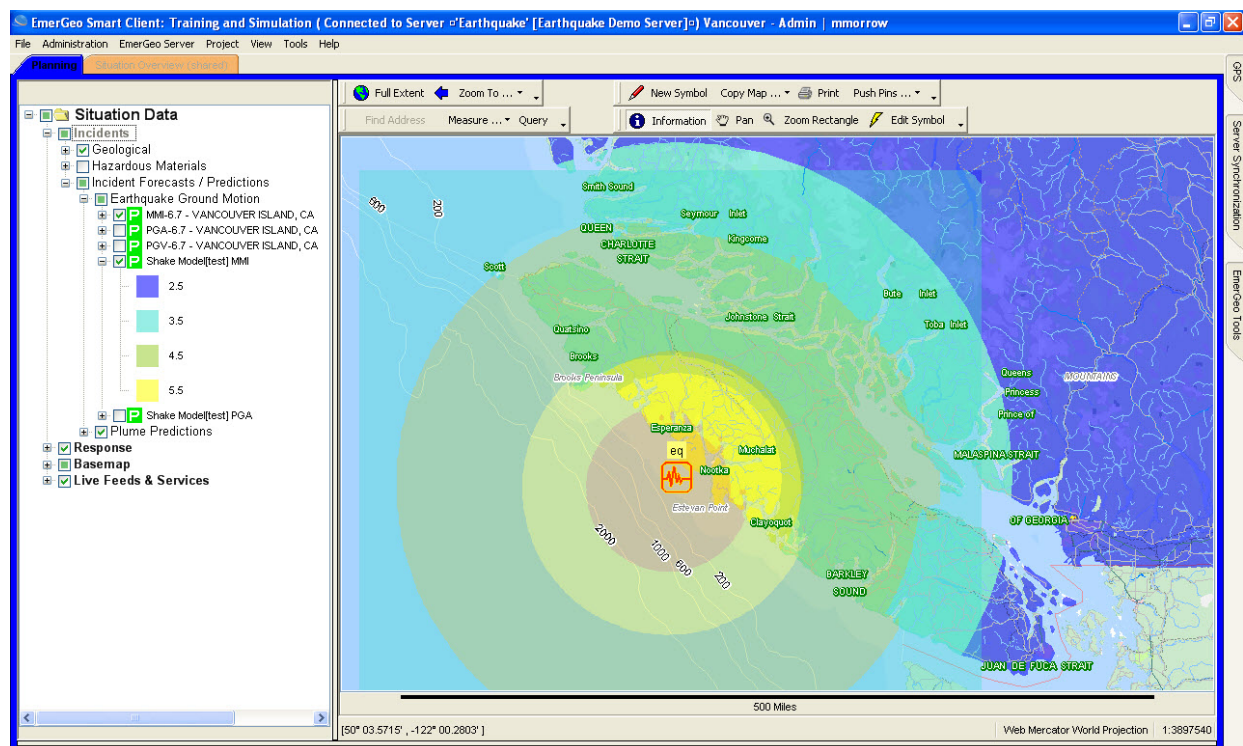 EmerGeo Smart Client: Training and Simulation ( Connected to Server ¤'Earthquake' [Earthquake Demo Server]¤) Vancouver - Admin | mmorrow
File Administration EmerGeo Server Project View Tools Help
Planning Situation Overview (shared)
Full Extent Zoom To ... New Symbol Copy Map ... Print Push Pins ...
Find Address Measure ... Query Information Pan Zoom Rectangle Edit Symbol
Situation Data
Incidents
Geological
Hazardous Materials
Incident Forecasts / Predictions
Earthquake Ground Motion
P MMI-6.7 - VANCOUVER ISLAND, CA
P PGA-6.7 - VANCOUVER ISLAND, CA
P PGV-6.7 - VANCOUVER ISLAND, CA
P Shake Model[test] MMI
2.5
3.5
4.5
5.5
P Shake Model[test] PGA
Plume Predictions
Response
Basemap
Live Feeds & Services
Smith Sound
600
200
Seymour Inlet
QUEEN
CHARLOTTE
STRAIT
Kingcome
Scott
Bute Inlet
Johnstone Strait
Toba Inlet
Quatsino
Brooks
Brooks Peninsula
Queens
MOUNTAINS
Princess
Prince of
Esperanza
eq
Muchalat
MALASPINA STRAIT
Nootka
Estevan Point
Clayoquot
OF GEORGIA
2000
1000
600
200
BARKLEY
SOUND
JUAN DE FUCA STRAIT
500 Miles
[50° 03.5715' , -122° 00.2803' ] Web Mercator World Projection 1:3897540
GPS
Server Synchronization
EmerGeo Tools